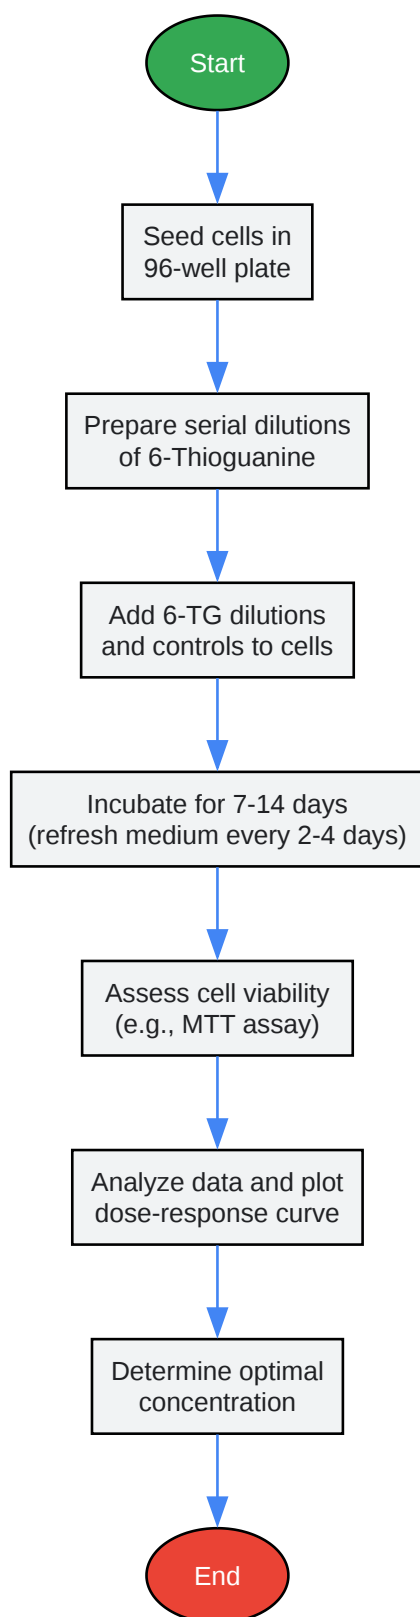 Start
Seed cells in
96-well plate
Prepare serial dilutions
of 6-Thioguanine
Add 6-TG dilutions
and controls to cells
Incubate for 7-14 days
(refresh medium every 2-4 days)
Assess cell viability
(e.g., MTT assay)
Analyze data and plot
dose-response curve
Determine optimal
concentration
End